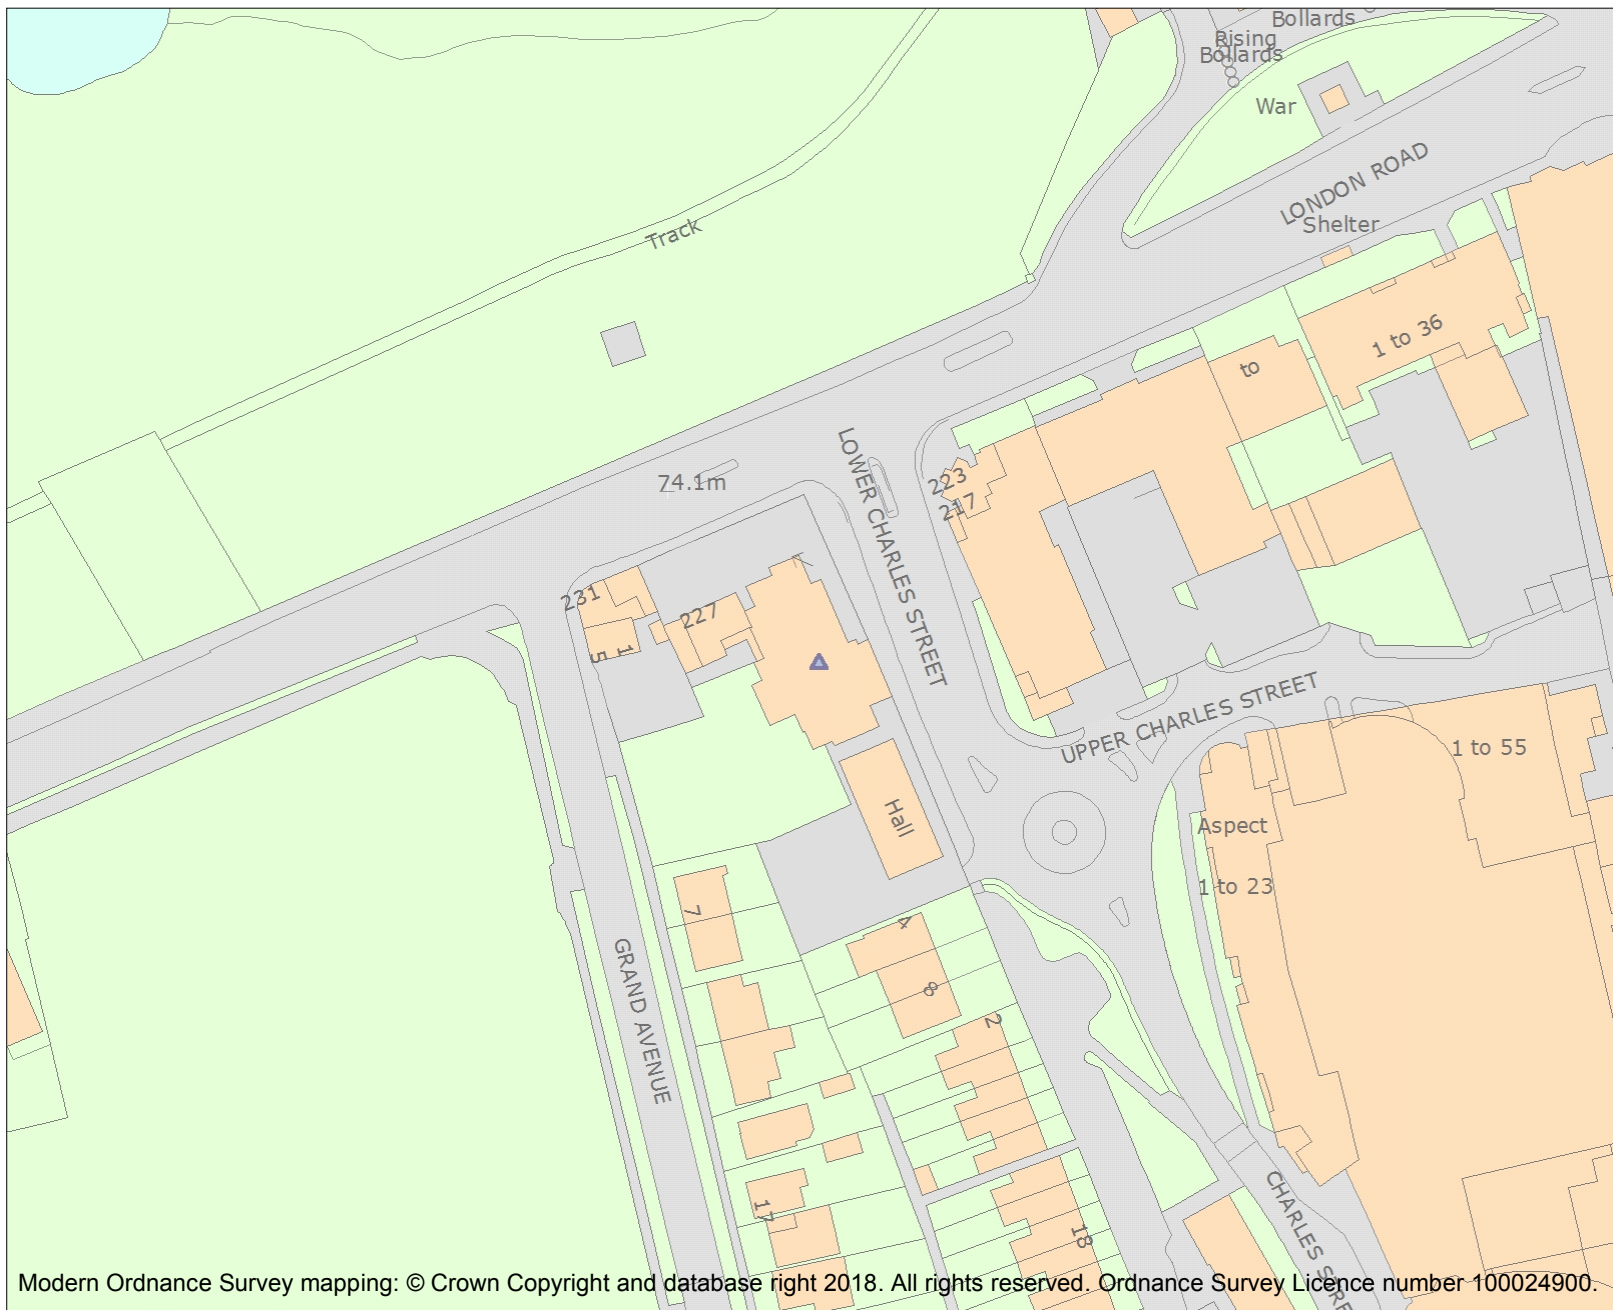 Bollards
Rising
Bollards
War
LONDON ROAD
Shelter
Track
1 to 36
to
LOWER CHARLES STREET
74.1m
223
217
231
227
1
5
UPPER CHARLES STREET
1 to 55
Hall
Aspect
1 to 23
7
4
GRAND AVENUE
8
2
17
18
CHARLES STRE
Modern Ordnance Survey mapping: © Crown Copyright and database right 2018. All rights reserved. Ordnance Survey Licence number 100024900.